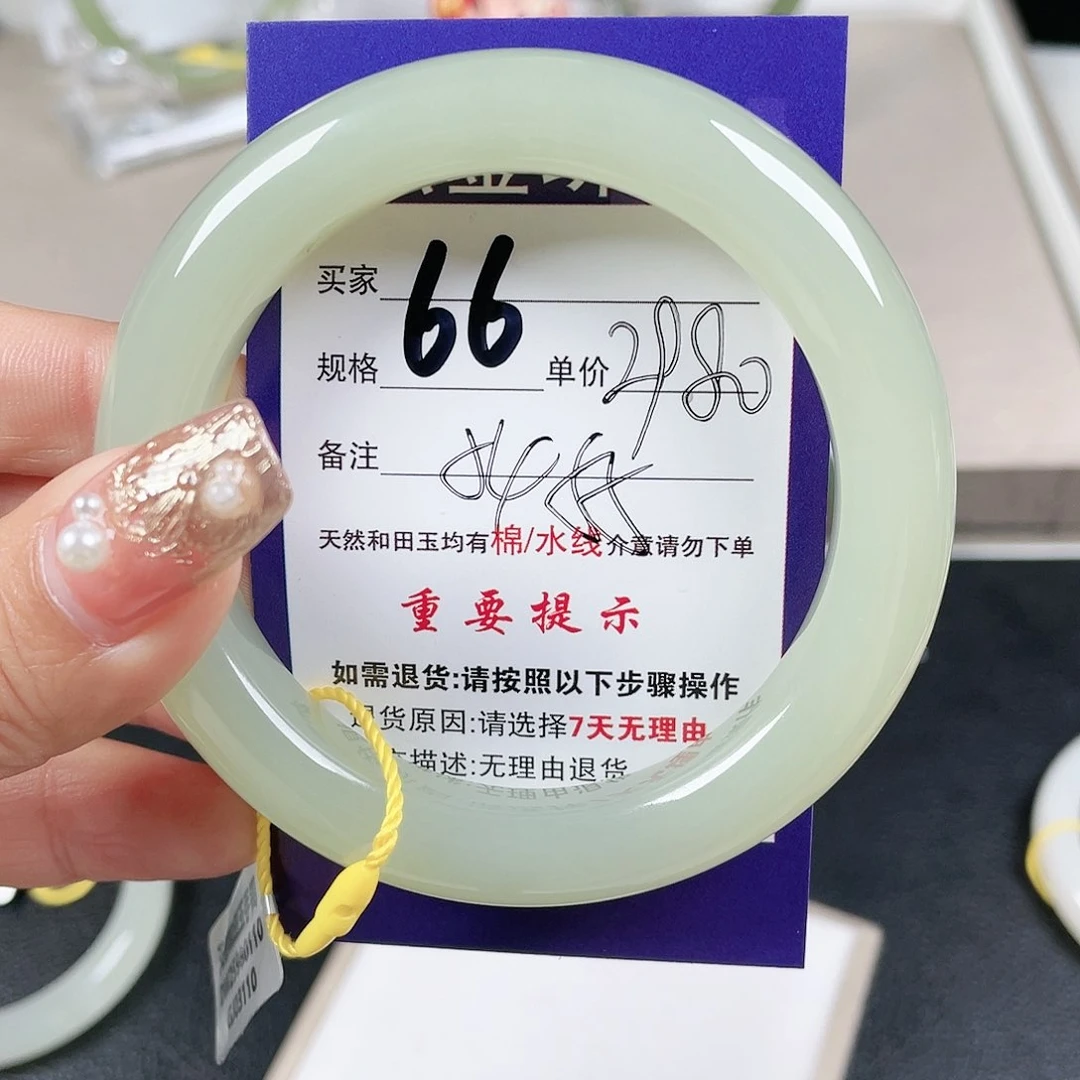 买家
66
规格 单价 2980
备注
天然和田玉均有棉/水线介意请勿下单
重要提示
如需退货:请按照以下步骤操作
退货原因:请选择7天无理由
描述:无理由退货